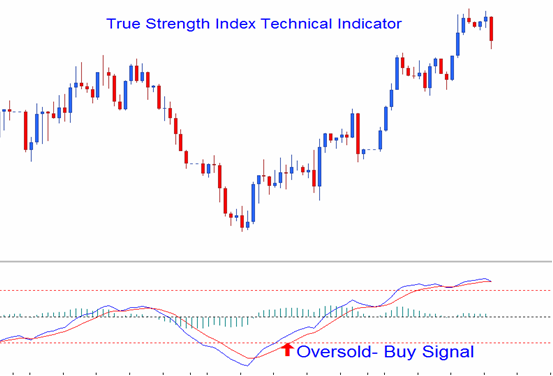 True Strength Index Technical Indicator
Oversold- Buy Signal